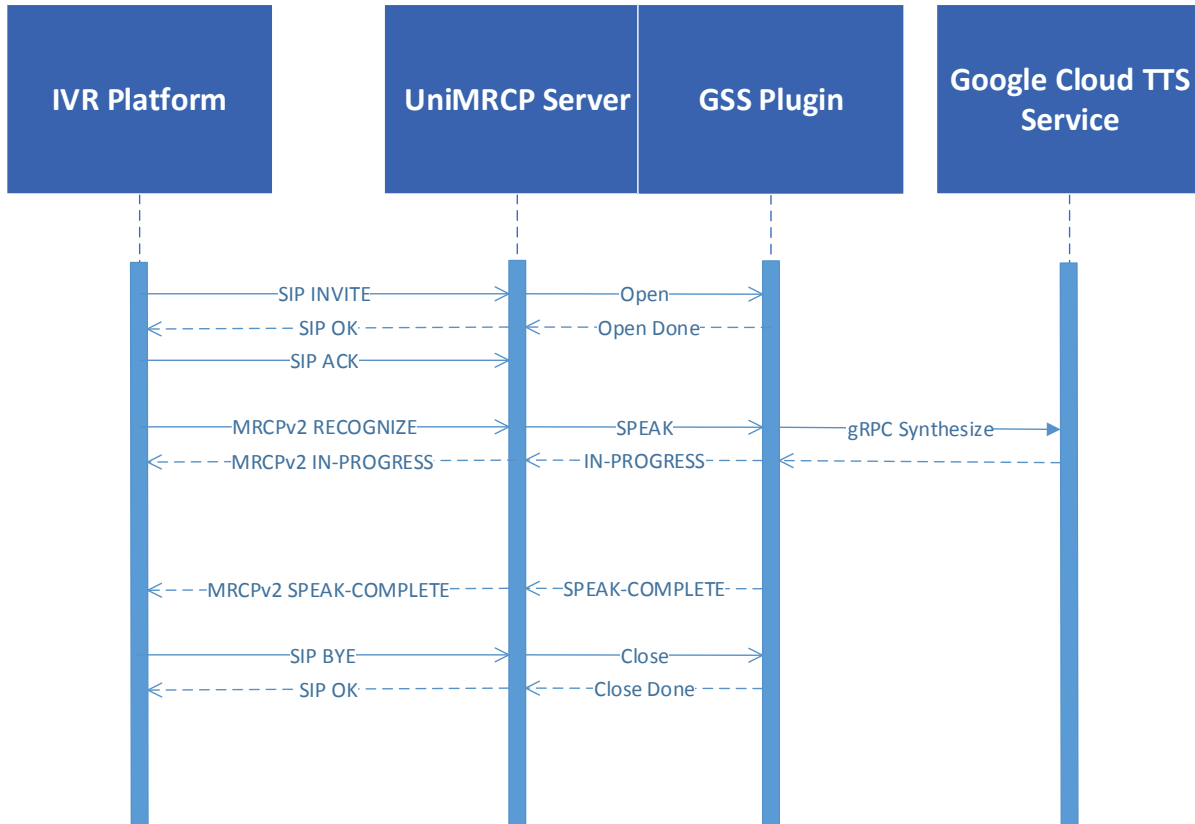 IVR Platform
UniMRCP Server
GSS Plugin
Google Cloud TTS
Service
SIP INVITE
Open
SIP OK
Open Done
SIP ACK
MRCPv2 RECOGNIZE
SPEAK
gRPC Synthesize
MRCPv2 IN-PROGRESS
IN-PROGRESS
MRCPv2 SPEAK-COMPLETE
SPEAK-COMPLETE
SIP BYE
Close
SIP OK
Close Done